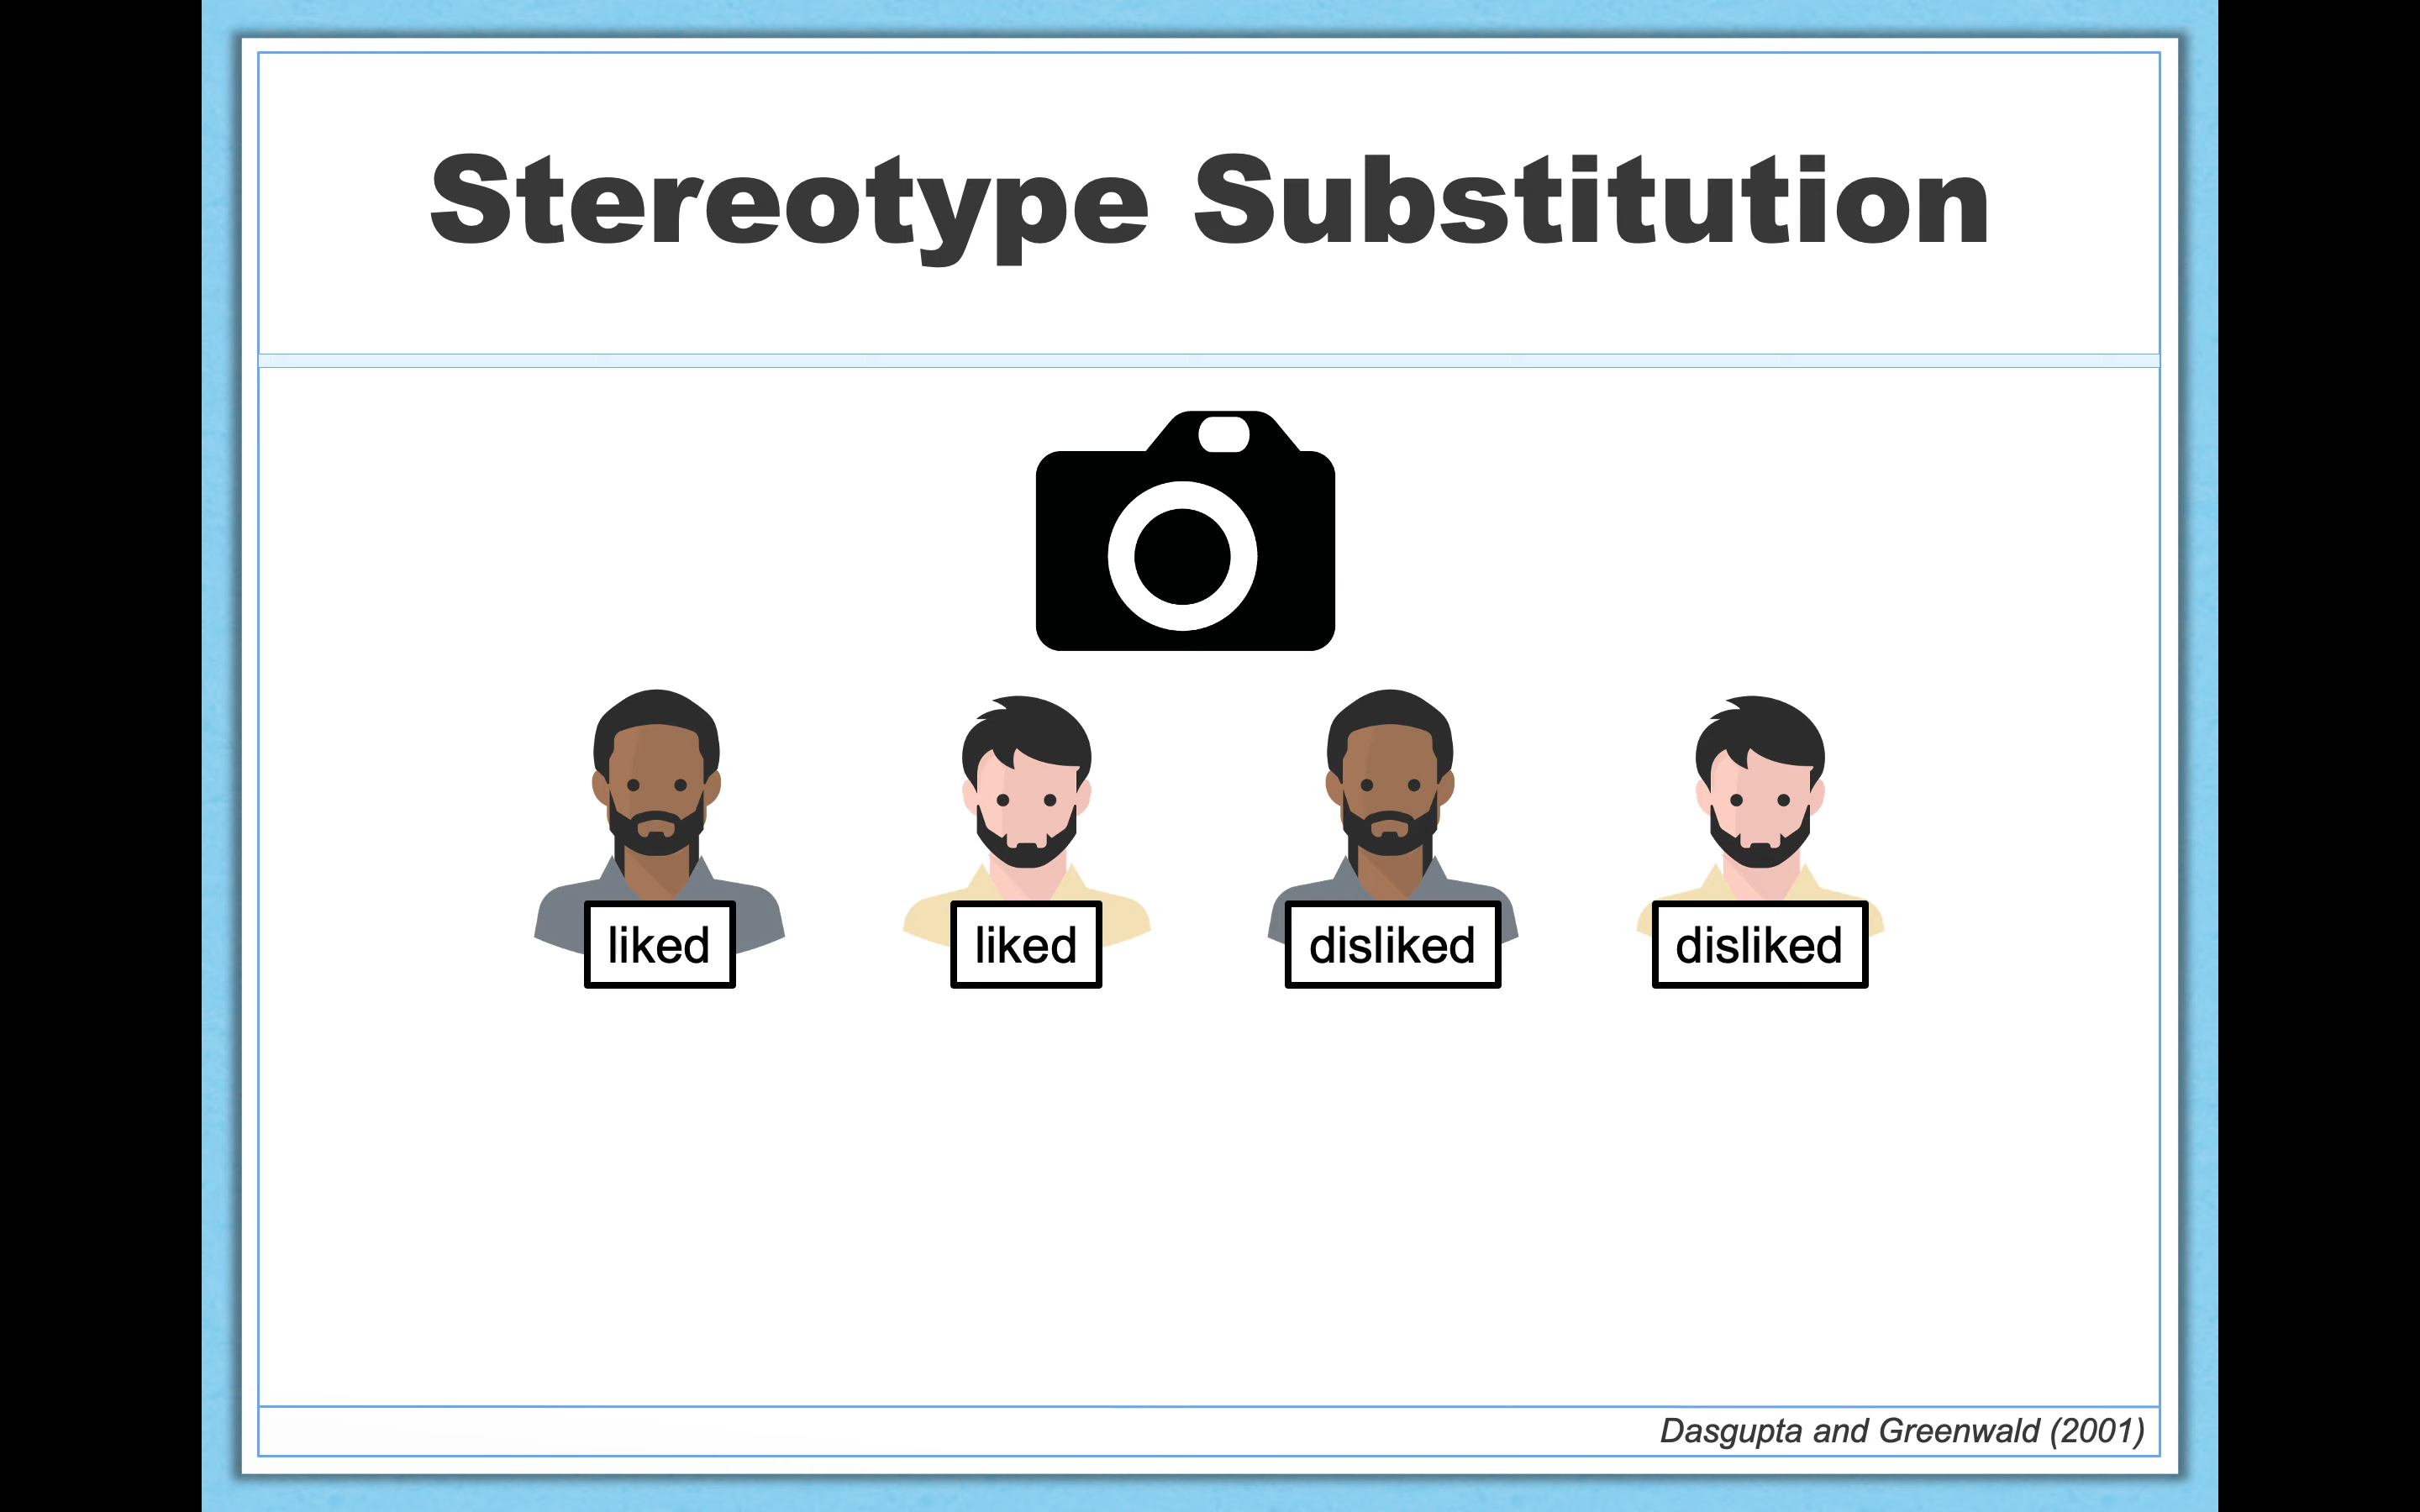 Stereotype Substitution
liked
liked
disliked
disliked
Dasgupta and Greenwald (2001)